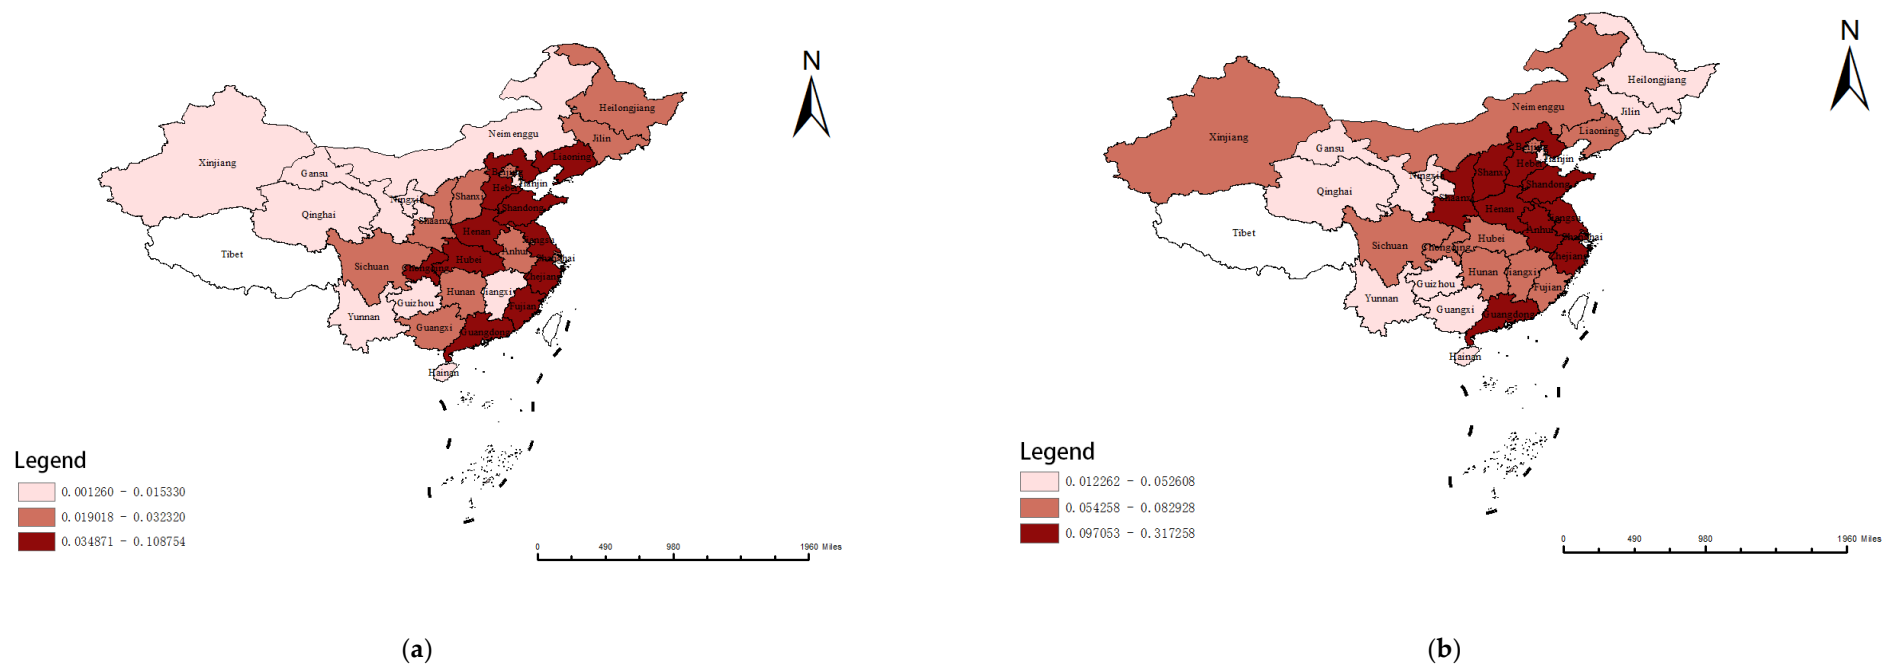 N
Heilongjiang
Jilin
Neimenggu
Liaoning
Xinjiang
Gansu
Beijing
Tianjin
Hebei
Ningxia
Shanxi
Shandong
Qinghai
Shaanxi
Henan
Jiangsu
Tibet
Anhui
Shanghai
Sichuan
Chongqing
Hubei
Zhejiang
Hunan
Jiangxi
Guizhou
Fujian
Yunnan
Guangxi
Guangdong
Hainan
Legend
0.001260 - 0.015330
0.019018 - 0.032320
0.034871 - 0.108754
0 490 980 1960 Miles
(a)
N
Heilongjiang
Jilin
Neimenggu
Liaoning
Xinjiang
Gansu
Beijing
Tianjin
Hebei
Ningxia
Shanxi
Shandong
Qinghai
Shaanxi
Henan
Jiangsu
Tibet
Anhui
Shanghai
Sichuan
Chongqing
Hubei
Zhejiang
Hunan
Jiangxi
Guizhou
Fujian
Yunnan
Guangxi
Guangdong
Hainan
Legend
0.012262 - 0.052608
0.054258 - 0.082928
0.097053 - 0.317258
0 490 980 1960 Miles
(b)